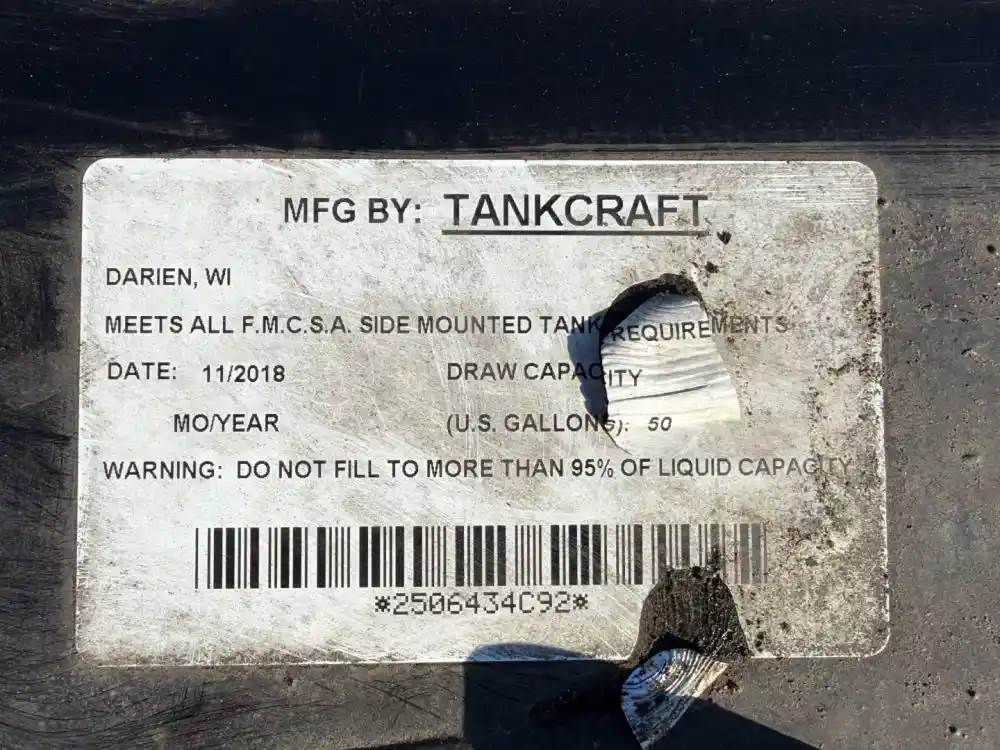 MFG BY: TANKCRAFT
DARIEN, WI
MEETS ALL F.M.C.S.A. SIDE MOUNTED TANK REQUIREMENTS
DATE: 11/2018 DRAW CAPACITY
MO/YEAR (U.S. GALLONS): 50
WARNING: DO NOT FILL TO MORE THAN 95% OF LIQUID CAPACITY
*2506434C92*